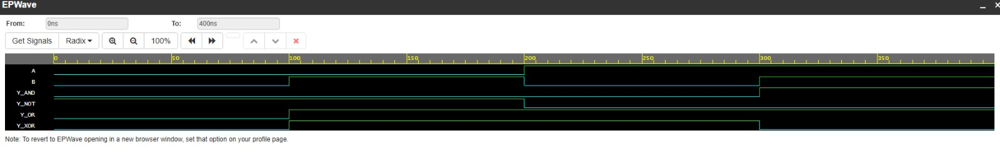 EPWave
From: 0ns To: 400ns
Get Signals Radix 100%
0 50 100 150 200 250 300 350
A
B
Y_AND
Y_NOT
Y_OR
Y_XOR
Note: To revert to EPWave opening in a new browser window, set that option on your profile page.